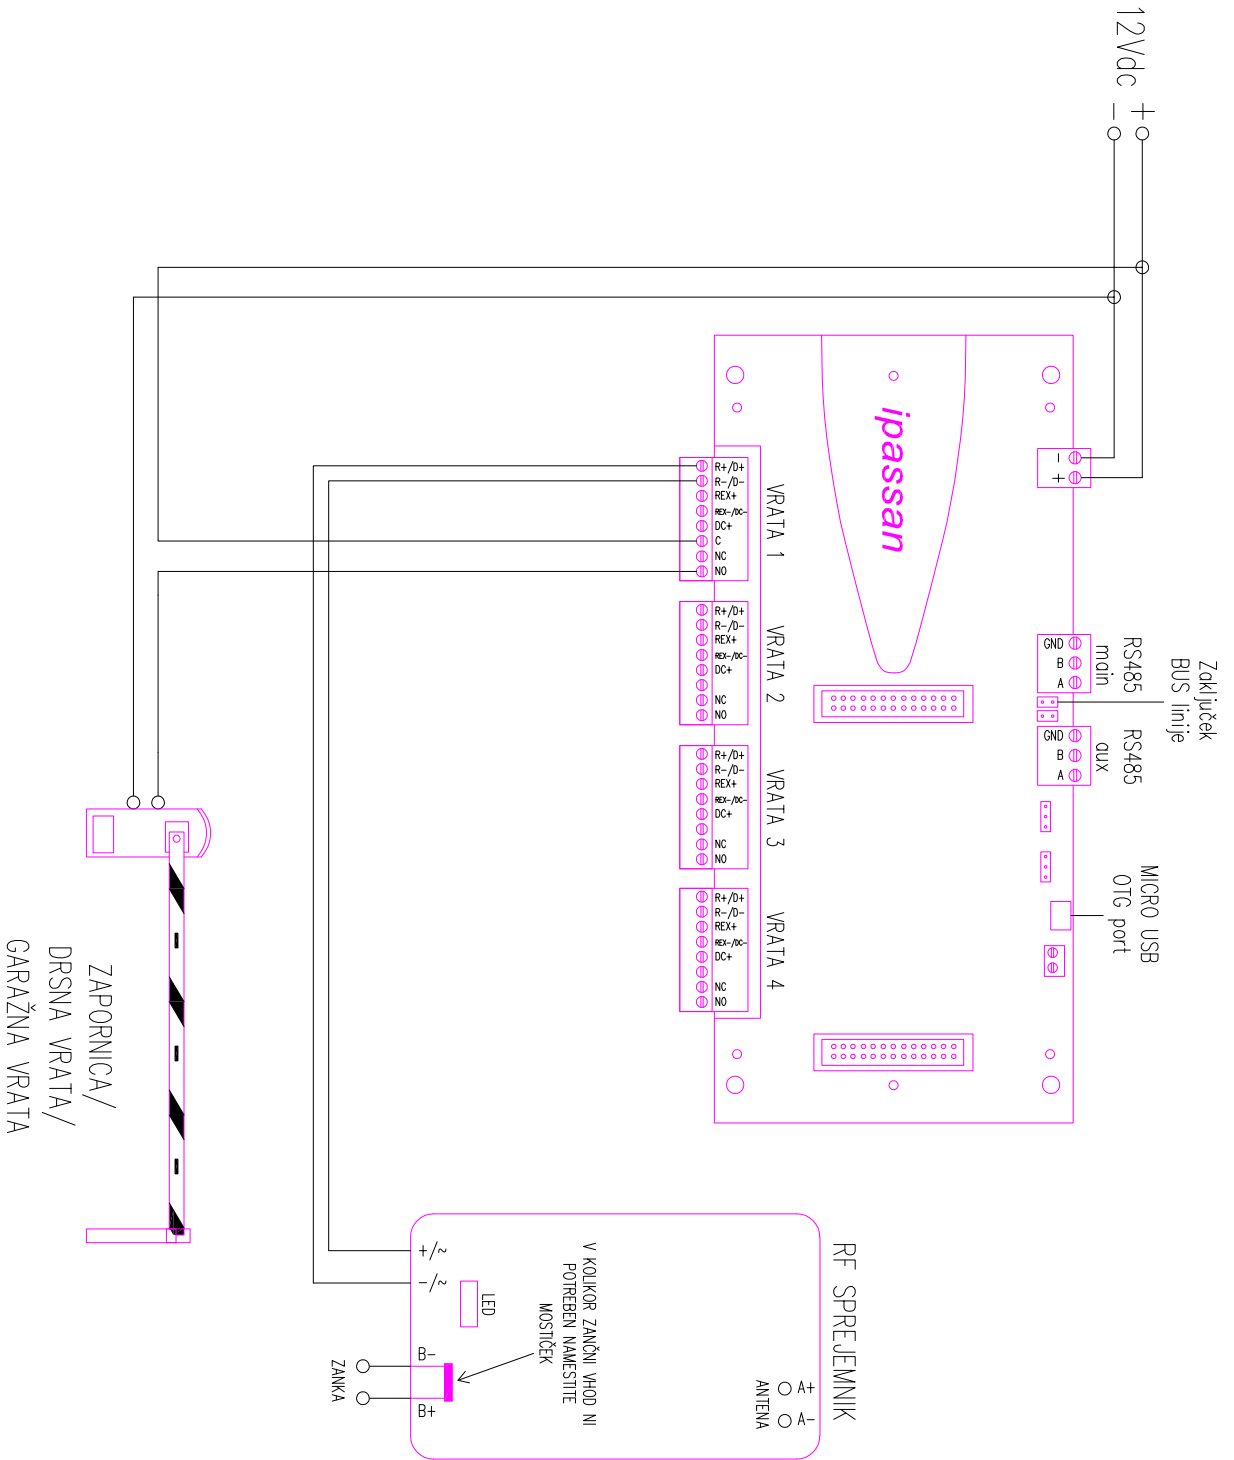 12Vdc
+
-
ipassan
-
+
VRATA 1
R+/D+
R-/D-
REX+
REX-/DC-
DC+
C
NC
NO
VRATA 2
R+/D+
R-/D-
REX+
REX-/DC-
DC+
NC
NO
VRATA 3
R+/D+
R-/D-
REX+
REX-/DC-
DC+
NC
NO
VRATA 4
R+/D+
R-/D-
REX+
REX-/DC-
DC+
NC
NO
RS485
main
GND
B
A
Zaključek
BUS linije
RS485
aux
GND
B
A
MICRO USB
OTG port
ZAPORNICA/
DRSNA VRATA/
GARAŽNA VRATA
RF SPREJEMNIK
+/~
-/~
LED
V KOLIKOR ZANČNI VHOD NI
POTREBEN NAMESTITE
MOSTIČEK
B-
B+
ZANKA
A+
A-
ANTENA